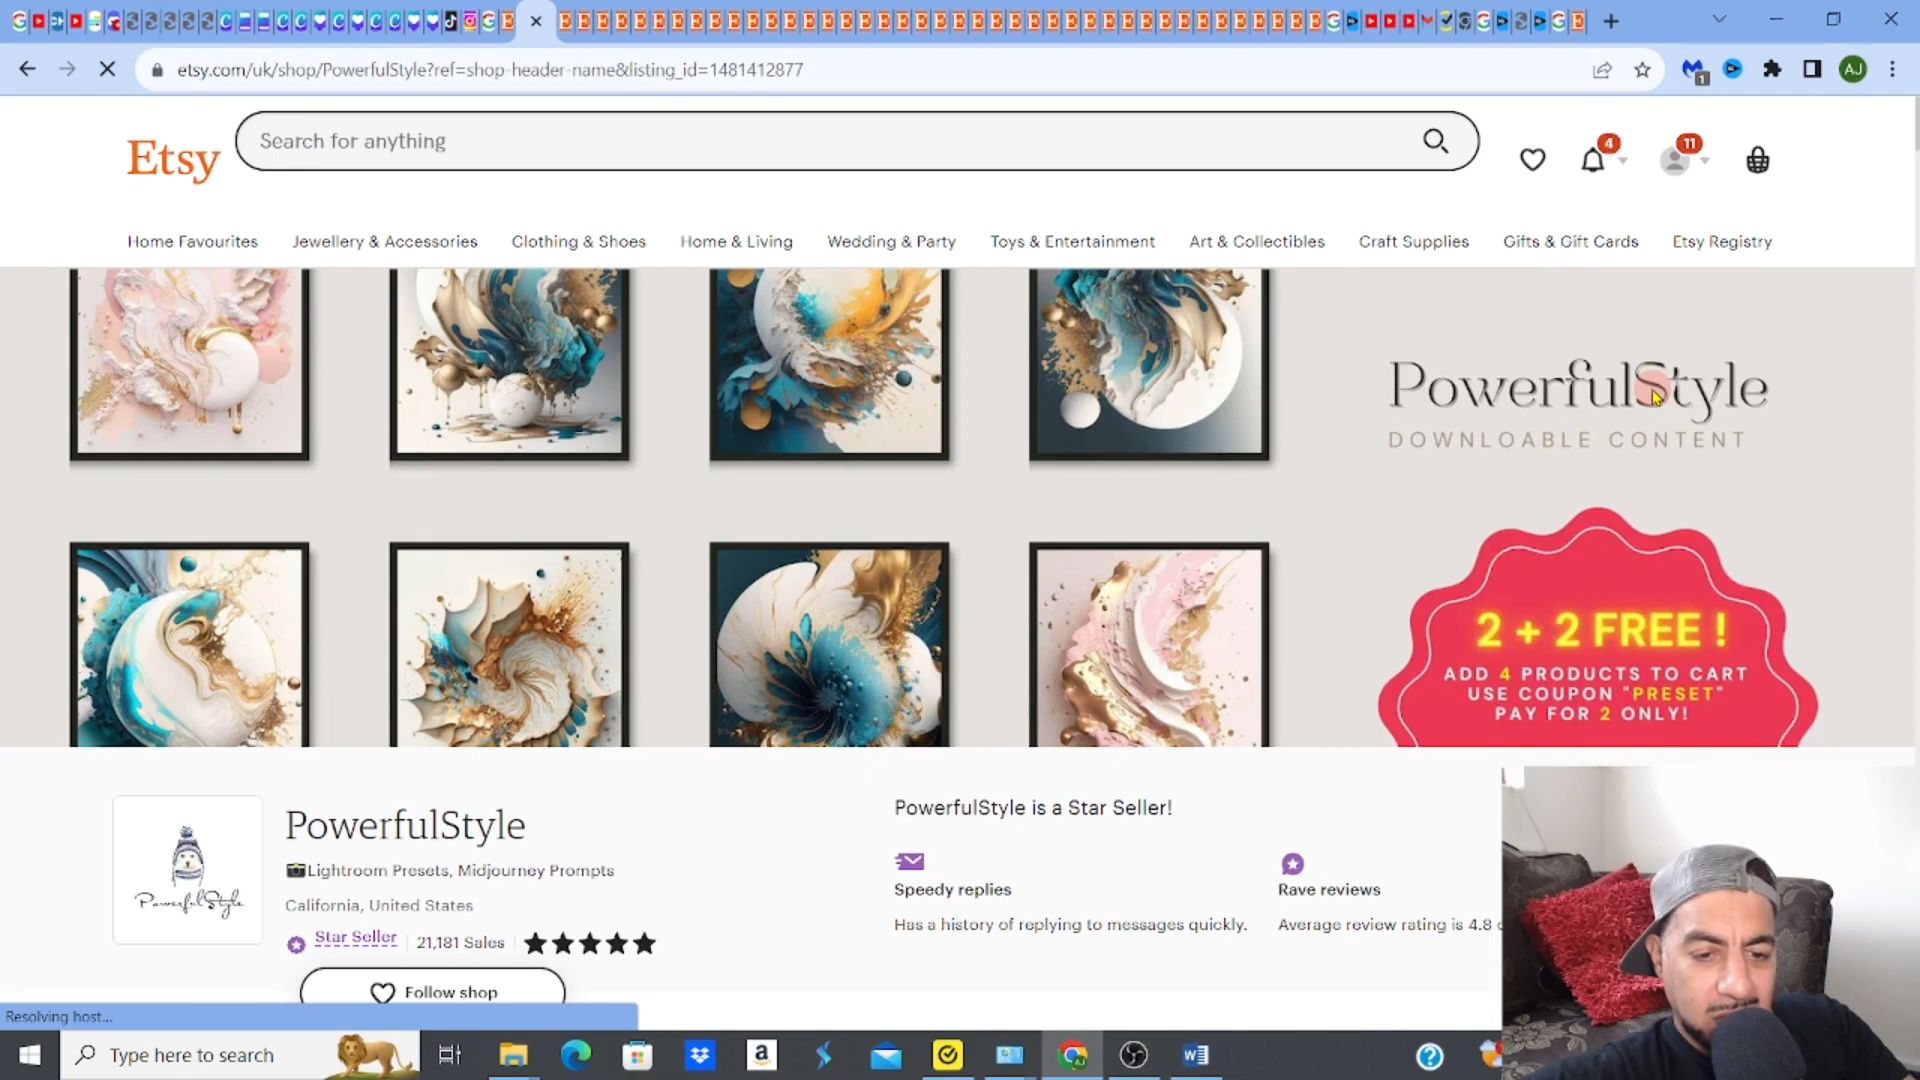 etsy.com/uk/shop/PowerfulStyle?ref=shop-header-name&listing_id=1481412877
1
AJ
Etsy
Search for anything
4
11
Home Favourites
Jewellery & Accessories
Clothing & Shoes
Home & Living
Wedding & Party
Toys & Entertainment
Art & Collectibles
Craft Supplies
Gifts & Gift Cards
Etsy Registry
PowerfulStyle
DOWNLOABLE CONTENT
2 + 2 FREE !
ADD 4 PRODUCTS TO CART
USE COUPON "PRESET"
PAY FOR 2 ONLY!
PowerfulStyle
PowerfulStyle
Lightroom Presets, Midjourney Prompts
California, United States
Star Seller
21,181 Sales
Follow shop
PowerfulStyle is a Star Seller!
Speedy replies
Has a history of replying to messages quickly.
Rave reviews
Average review rating is 4.8
Resolving host...
Type here to search